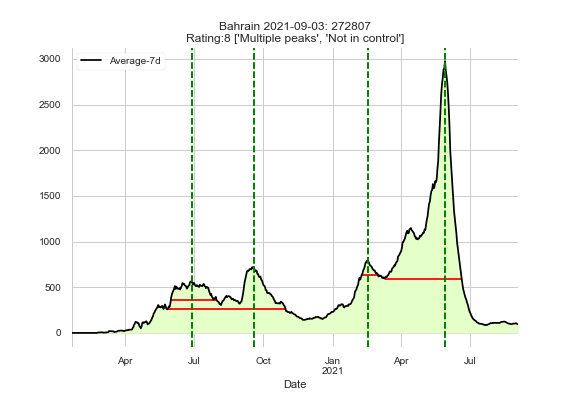 Bahrain 2021-09-03: 272807
Rating:8 ['Multiple peaks', 'Not in control']
Average-7d
3000
2500
2000
1500
1000
500
0
Apr Jul Oct Jan Apr Jul
2021
Date